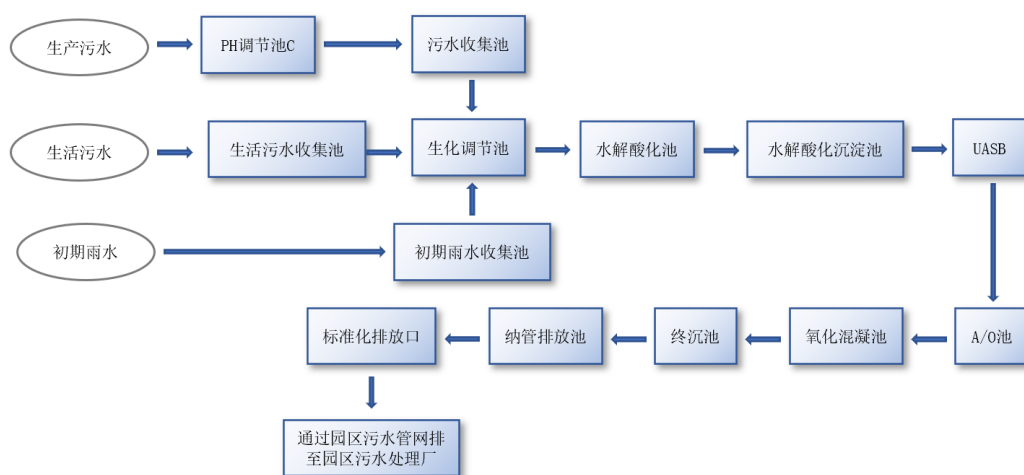 生产污水
PH调节池C
污水收集池
生活污水
生活污水收集池
生化调节池
水解酸化池
水解酸化沉淀池
UASB
初期雨水
初期雨水收集池
标准化排放口
纳管排放池
终沉池
氧化混凝池
A/O池
通过园区污水管网排
至园区污水处理厂